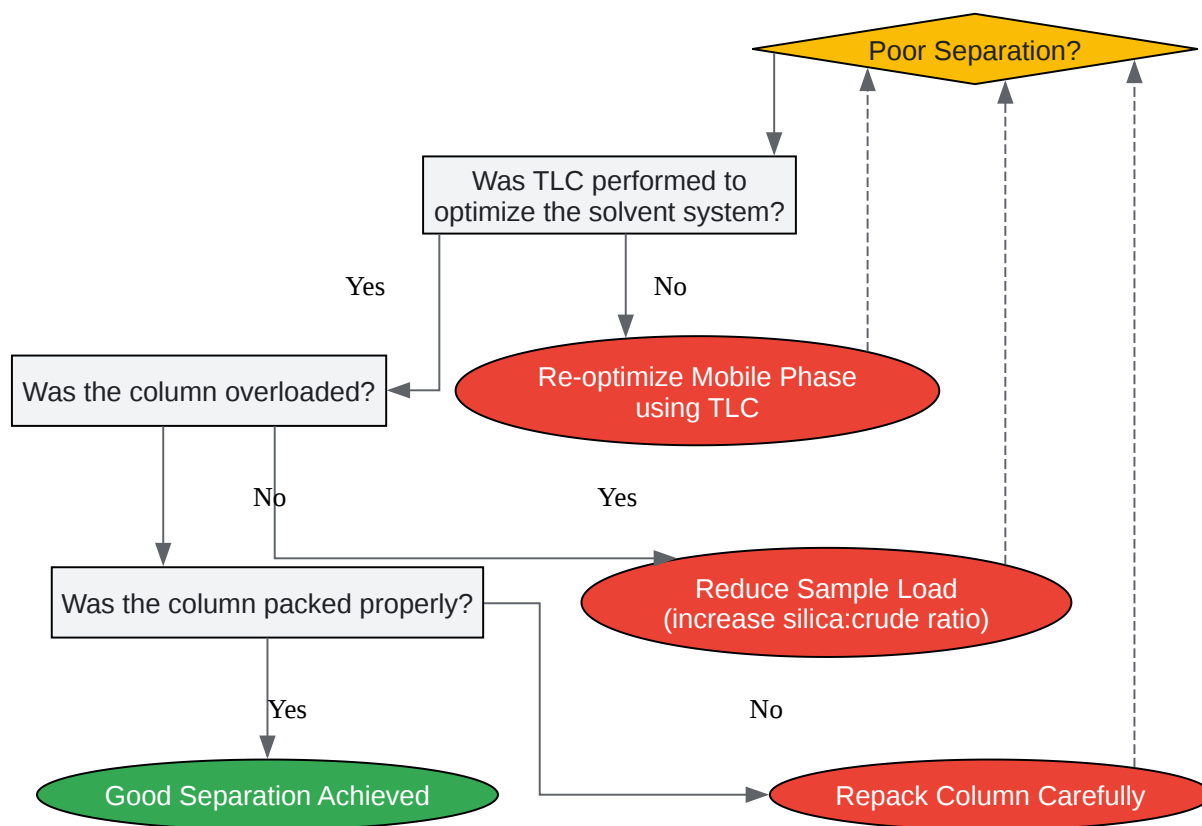 Poor Separation?
Was TLC performed to
optimize the solvent system?
Yes
No
Was the column overloaded?
Re-optimize Mobile Phase
using TLC
No
Yes
Was the column packed properly?
Reduce Sample Load
(increase silica:crude ratio)
Yes
No
Good Separation Achieved
Repack Column Carefully